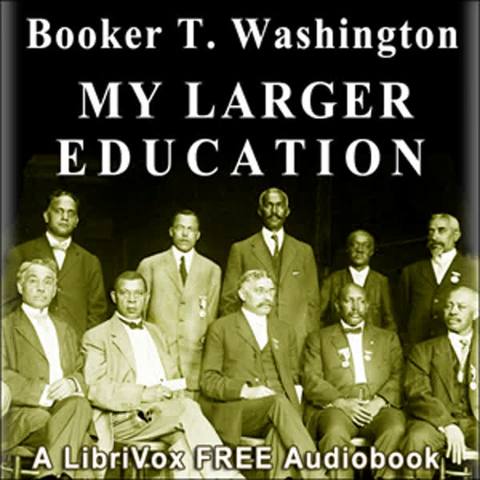 Booker T. Washington
MY LARGER
EDUCATION
A LibriVox FREE Audiobook